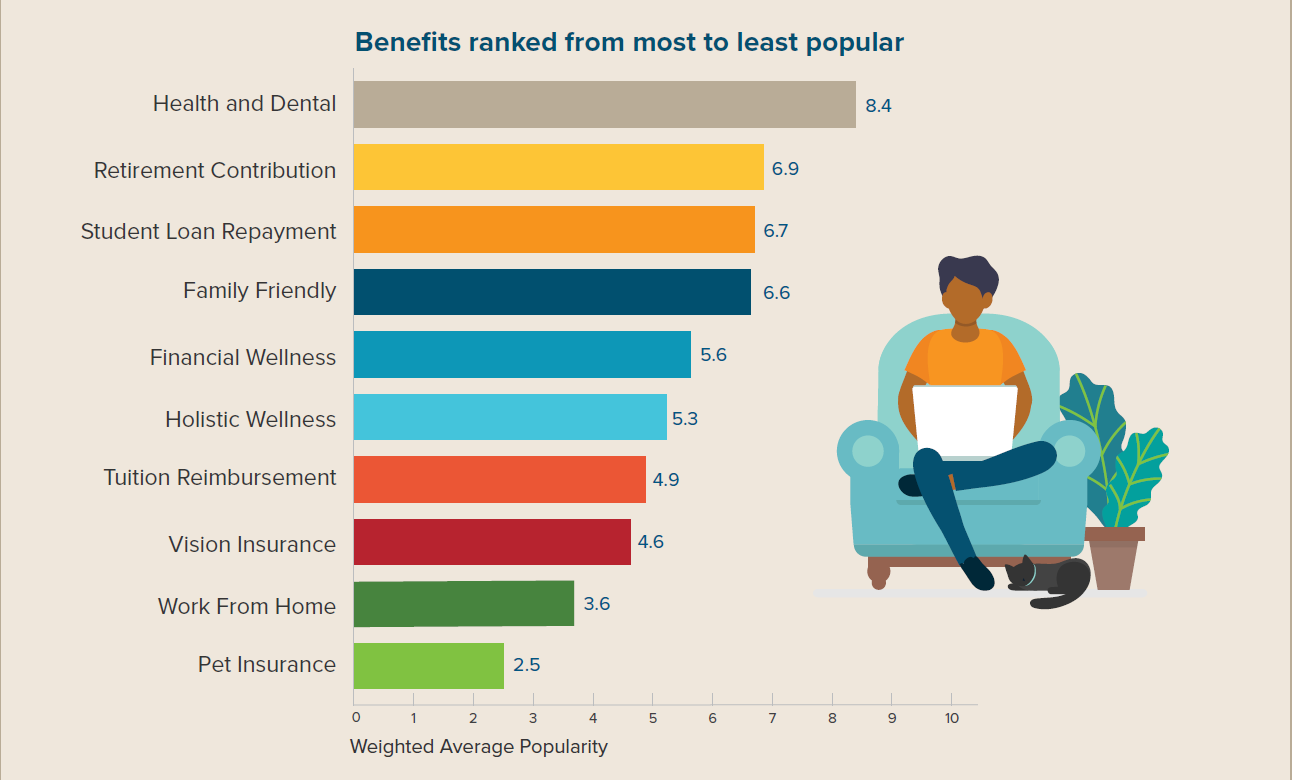 Benefits ranked from most to least popular
Health and Dental 8.4
Retirement Contribution 6.9
Student Loan Repayment 6.7
Family Friendly 6.6
Financial Wellness 5.6
Holistic Wellness 5.3
Tuition Reimbursement 4.9
Vision Insurance 4.6
Work From Home 3.6
Pet Insurance 2.5
0 1 2 3 4 5 6 7 8 9 10
Weighted Average Popularity